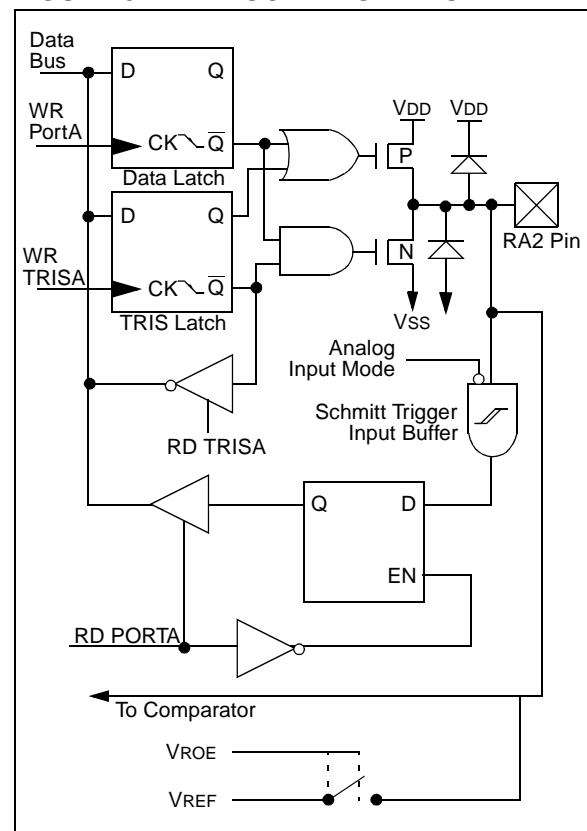 Data
Bus
D Q
WR
PortA
CK Q
Data Latch
VDD VDD
P
D Q
RA2 Pin
WR
TRISA
CK Q
TRIS Latch
N
VSS
Analog
Input Mode
Schmitt Trigger
Input Buffer
RD TRISA
Q D
EN
RD PORTA
To Comparator
VROE
VREF